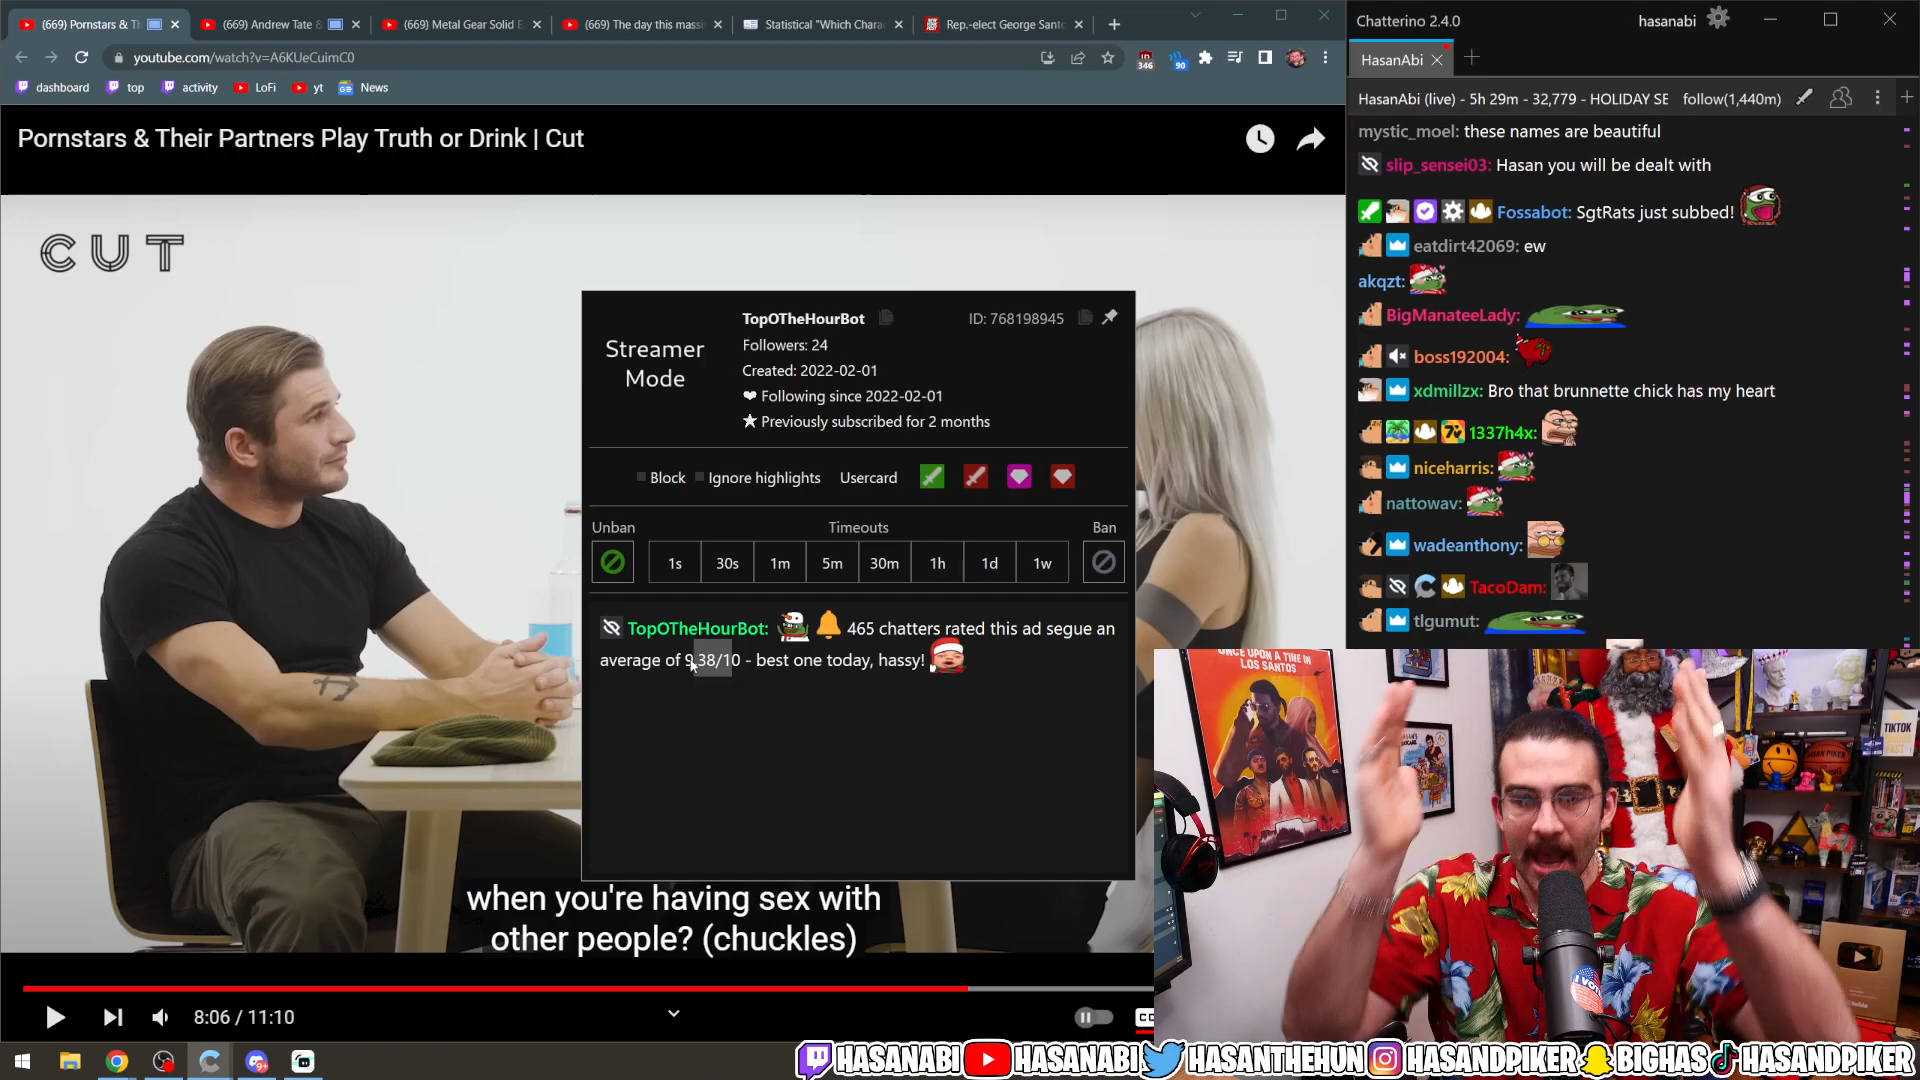 (669) Pornstars & Th
(669) Andrew Tate &
(669) Metal Gear Solid E
(669) The day this massi
Statistical "Which Chara
Rep.-elect George Santo
youtube.com/watch?v=A6KUeCuimC0
346
90
dashboard
top
activity
LoFi
yt
News
Pornstars & Their Partners Play Truth or Drink | Cut
CUT
Streamer
Mode
TopOTheHourBot
ID: 768198945
Followers: 24
Created: 2022-02-01
Following since 2022-02-01
Previously subscribed for 2 months
Block
Ignore highlights
Usercard
Unban
Timeouts
Ban
1s
30s
1m
5m
30m
1h
1d
1w
TopOTheHourBot: 465 chatters rated this ad segue an
average of 9.38/10 - best one today, hassy!
when you're having sex with
other people? (chuckles)
8:06 / 11:10
Chatterino 2.4.0
hasanabi
HasanAbi
HasanAbi (live) - 5h 29m - 32,779 - HOLIDAY SE
follow(1,440m)
mystic_moel: these names are beautiful
slip_sensei03: Hasan you will be dealt with
Fossabot: SgtRats just subbed!
eatdirt42069: ew
akqzt:
BigManateeLady:
boss192004:
xdmillzx: Bro that brunnette chick has my heart
1337h4x:
niceharris:
nattowav:
wadeanthony:
TacoDam:
tlgumut:
ONCE UPON A TIME IN
LOS SANTOS
TIKTOK
I VOTED
HASANABI
HASANABI
HASANTHEHUN
HASANDPIKER
BIGHAS
HASANDPIKER